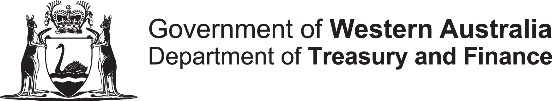 Government of Western Australia
Department of Treasury and Finance